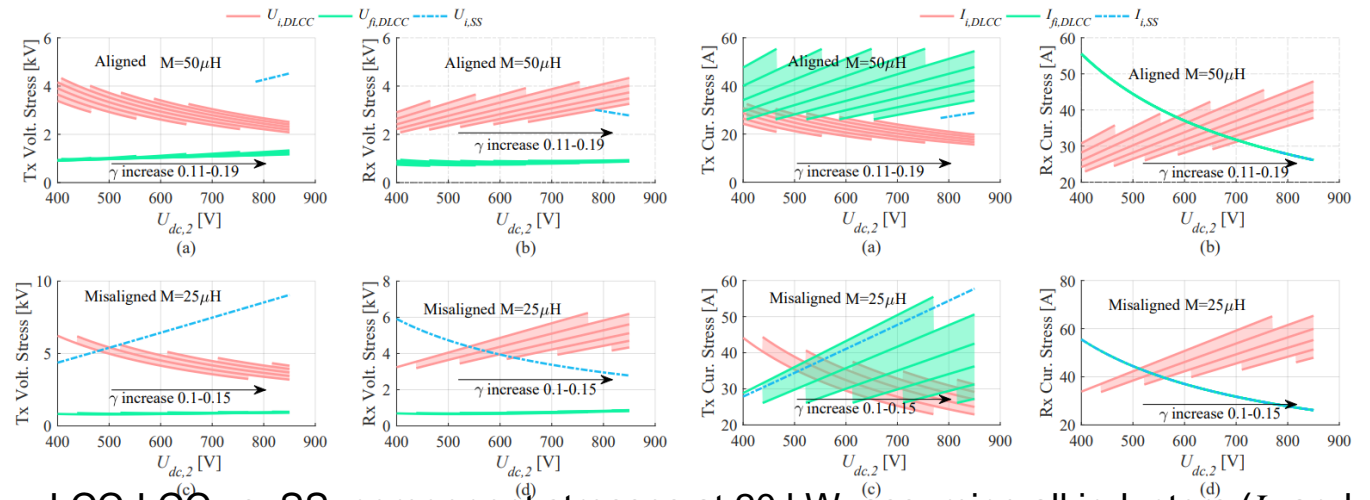 U_{i,DLCC} U_{fi,DLCC} U_{i,SS}
I_{i,DLCC} I_{fi,DLCC} I_{i,SS}
Tx Volt. Stress [kV]
6
4
2
0
Aligned M=50μH
γ increase 0.11-0.19
400 500 600 700 800 900
U_{dc,2} [V]
(a)
Rx Volt. Stress [kV]
6
4
2
0
Aligned M=50μH
γ increase 0.11-0.19
400 500 600 700 800 900
U_{dc,2} [V]
(b)
Tx Cur. Stress [A]
60
40
20
0
Aligned M=50μH
γ increase 0.11-0.19
400 500 600 700 800 900
U_{dc,2} [V]
(a)
Rx Cur. Stress [A]
60
50
40
30
20
Aligned M=50μH
γ increase 0.11-0.19
400 500 600 700 800 900
U_{dc,2} [V]
(b)
Tx Volt. Stress [kV]
10
5
0
Misaligned M=25μH
γ increase 0.1-0.15
400 500 600 700 800 900
U_{dc,2} [V]
(c)
Rx Volt. Stress [kV]
8
6
4
2
0
Misaligned M=25μH
γ increase 0.1-0.15
400 500 600 700 800 900
U_{dc,2} [V]
(d)
Tx Cur. Stress [A]
60
50
40
30
20
Misaligned M=25μH
γ increase 0.1-0.15
400 500 600 700 800 900
U_{dc,2} [V]
(c)
Rx Cur. Stress [A]
80
60
40
20
Misaligned M=25μH
γ increase 0.1-0.15
400 500 600 700 800 900
U_{dc,2} [V]
(d)